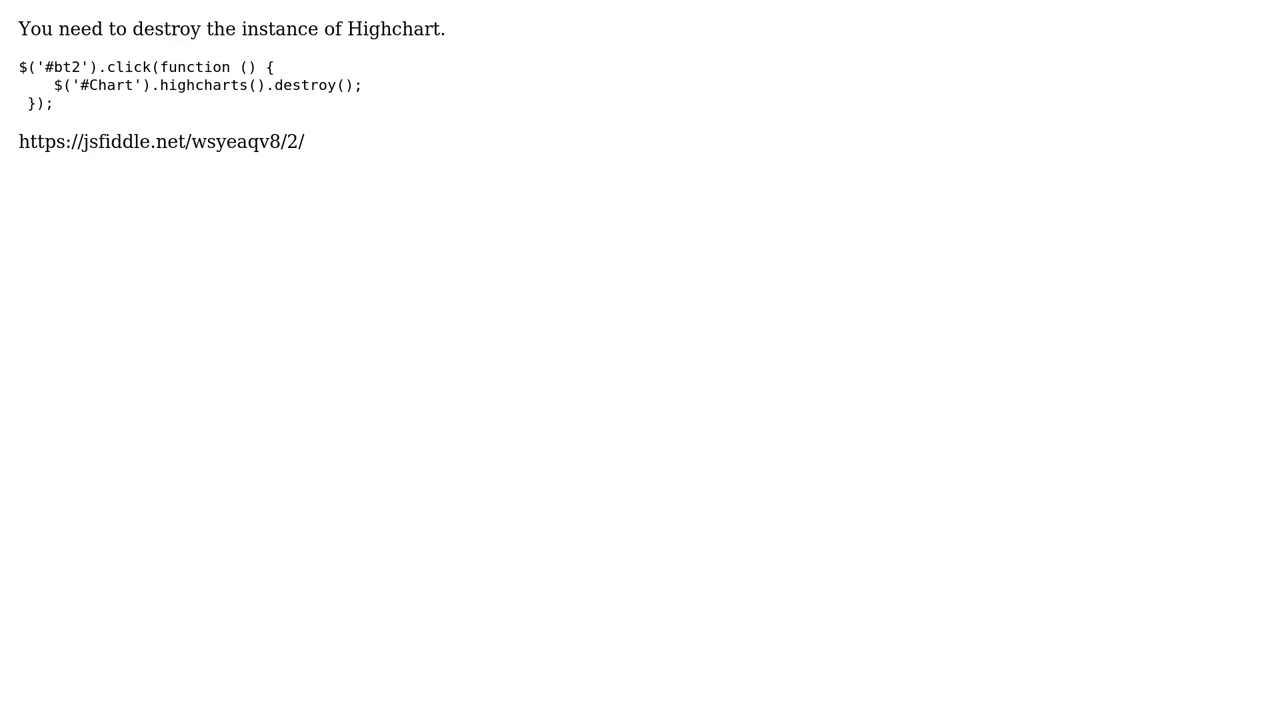 You need to destroy the instance of Highchart.
$('#bt2').click(function () {
    $('#Chart').highcharts().destroy();
 });
https://jsfiddle.net/wsyeaqv8/2/